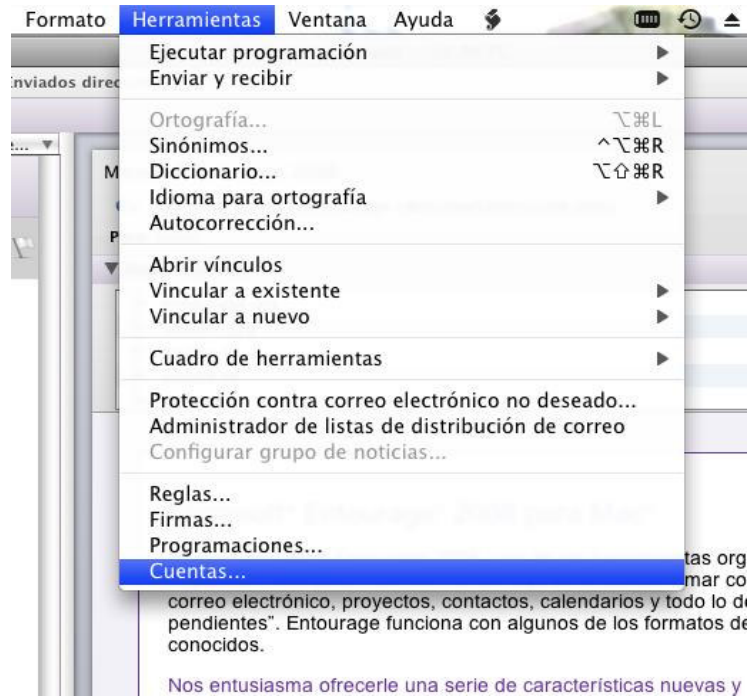 Formato Herramientas Ventana Ayuda
Enviados direc
Ejecutar programación
Enviar y recibir
Ortografía... ⌥⌘L
Sinónimos... ^⌥⌘R
Diccionario... ⌥⇧⌘R
Idioma para ortografía
Autocorrección...
Abrir vínculos
Vincular a existente
Vincular a nuevo
Cuadro de herramientas
Protección contra correo electrónico no deseado...
Administrador de listas de distribución de correo
Configurar grupo de noticias...
Reglas...
Firmas...
Programaciones...
Cuentas...
tas org
mar co
correo electrónico, proyectos, contactos, calendarios y todo lo de
pendientes". Entourage funciona con algunos de los formatos de
conocidos.
Nos entusiasma ofrecerle una serie de características nuevas y